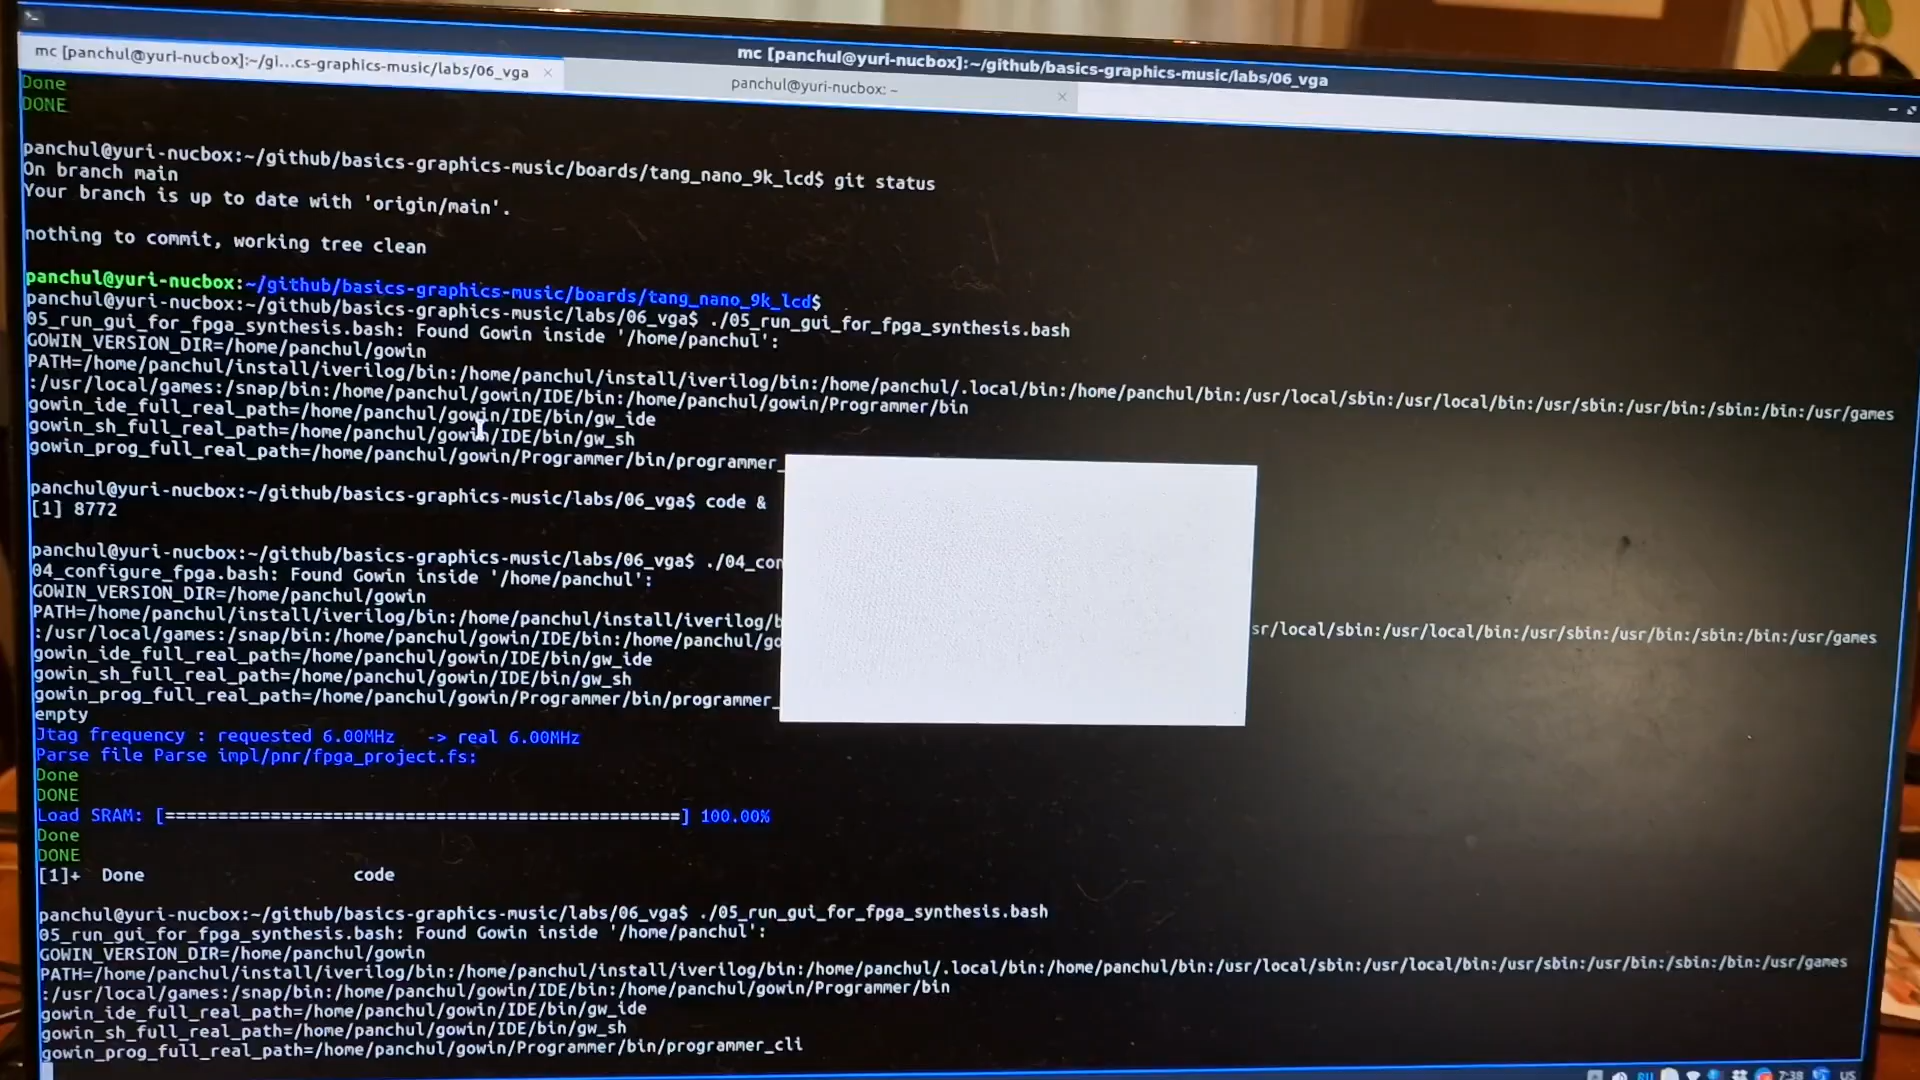 mc [panchul@yuri-nucbox]:~/github/basics-graphics-music/labs/06_vga
mc [panchul@yuri-nucbox]:~/gi...cs-graphics-music/labs/06_vga ×
panchul@yuri-nucbox: ~ ×
Done
DONE
panchul@yuri-nucbox:~/github/basics-graphics-music/boards/tang_nano_9k_lcd$ git status
On branch main
Your branch is up to date with 'origin/main'.
nothing to commit, working tree clean
panchul@yuri-nucbox:~/github/basics-graphics-music/boards/tang_nano_9k_lcd$
panchul@yuri-nucbox:~/github/basics-graphics-music/labs/06_vga$ ./05_run_gui_for_fpga_synthesis.bash
05_run_gui_for_fpga_synthesis.bash: Found Gowin inside '/home/panchul':
GOWIN_VERSION_DIR=/home/panchul/gowin
PATH=/home/panchul/install/iverilog/bin:/home/panchul/install/iverilog/bin:/home/panchul/.local/bin:/home/panchul/bin:/usr/local/sbin:/usr/local/bin:/usr/sbin:/usr/bin:/sbin:/bin:/usr/games
:/usr/local/games:/snap/bin:/home/panchul/gowin/IDE/bin:/home/panchul/gowin/Programmer/bin
gowin_ide_full_real_path=/home/panchul/gowin/IDE/bin/gw_ide
gowin_sh_full_real_path=/home/panchul/gowin/IDE/bin/gw_sh
gowin_prog_full_real_path=/home/panchul/gowin/Programmer/bin/programmer_
panchul@yuri-nucbox:~/github/basics-graphics-music/labs/06_vga$ code &
[1] 8772
panchul@yuri-nucbox:~/github/basics-graphics-music/labs/06_vga$ ./04_con
04_configure_fpga.bash: Found Gowin inside '/home/panchul':
GOWIN_VERSION_DIR=/home/panchul/gowin
PATH=/home/panchul/install/iverilog/bin:/home/panchul/install/iverilog/b sr/local/sbin:/usr/local/bin:/usr/sbin:/usr/bin:/sbin:/bin:/usr/games
:/usr/local/games:/snap/bin:/home/panchul/gowin/IDE/bin:/home/panchul/go
gowin_ide_full_real_path=/home/panchul/gowin/IDE/bin/gw_ide
gowin_sh_full_real_path=/home/panchul/gowin/IDE/bin/gw_sh
gowin_prog_full_real_path=/home/panchul/gowin/Programmer/bin/programmer_
empty
Jtag frequency : requested 6.00MHz -> real 6.00MHz
Parse file Parse impl/pnr/fpga_project.fs:
Done
DONE
Load SRAM: [==================================================] 100.00%
Done
DONE
[1]+ Done code
panchul@yuri-nucbox:~/github/basics-graphics-music/labs/06_vga$ ./05_run_gui_for_fpga_synthesis.bash
05_run_gui_for_fpga_synthesis.bash: Found Gowin inside '/home/panchul':
GOWIN_VERSION_DIR=/home/panchul/gowin
PATH=/home/panchul/install/iverilog/bin:/home/panchul/install/iverilog/bin:/home/panchul/.local/bin:/home/panchul/bin:/usr/local/sbin:/usr/local/bin:/usr/sbin:/usr/bin:/sbin:/bin:/usr/games
:/usr/local/games:/snap/bin:/home/panchul/gowin/IDE/bin:/home/panchul/gowin/Programmer/bin
gowin_ide_full_real_path=/home/panchul/gowin/IDE/bin/gw_ide
gowin_sh_full_real_path=/home/panchul/gowin/IDE/bin/gw_sh
gowin_prog_full_real_path=/home/panchul/gowin/Programmer/bin/programmer_cli
RU 7:38 US